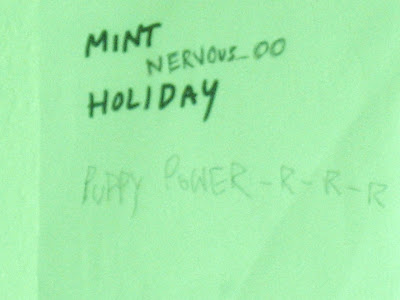 MINT
NERVOUS_OO
HOLIDAY
PUPPY POWER-R-R-R